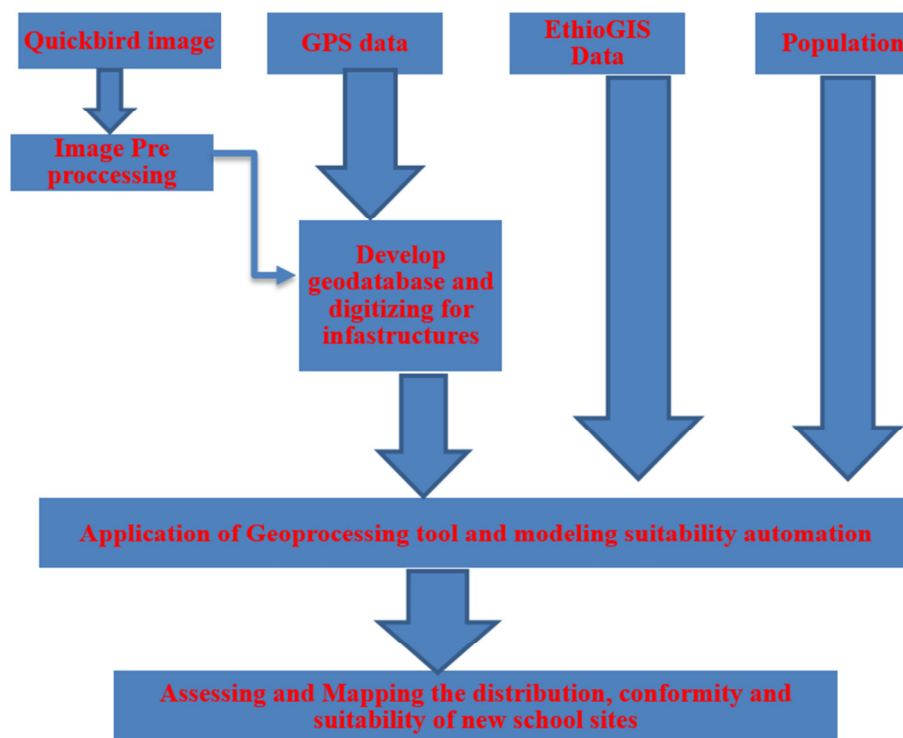 Quickbird image
GPS data
EthioGIS
Data
Population
Image Pre
proccessing
Develop
geodatabase and
digitizing for
infastructures
Application of Geoprocessing tool and modeling suitability automation
Assessing and Mapping the distribution, conformity and
suitability of new school sites